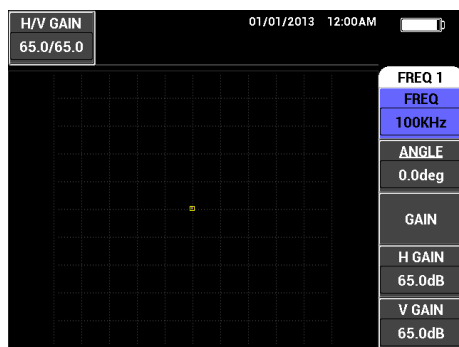 H/V GAIN
65.0/65.0
01/01/2013 12:00AM
FREQ 1
FREQ
100KHz
ANGLE
0.0deg
GAIN
H GAIN
65.0dB
V GAIN
65.0dB